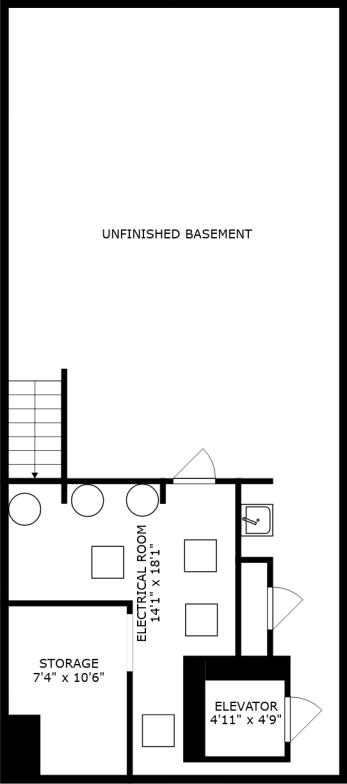 UNFINISHED BASEMENT
ELECTRICAL ROOM
14'1" x 18'1"
STORAGE
7'4" x 10'6"
ELEVATOR
4'11" x 4'9"